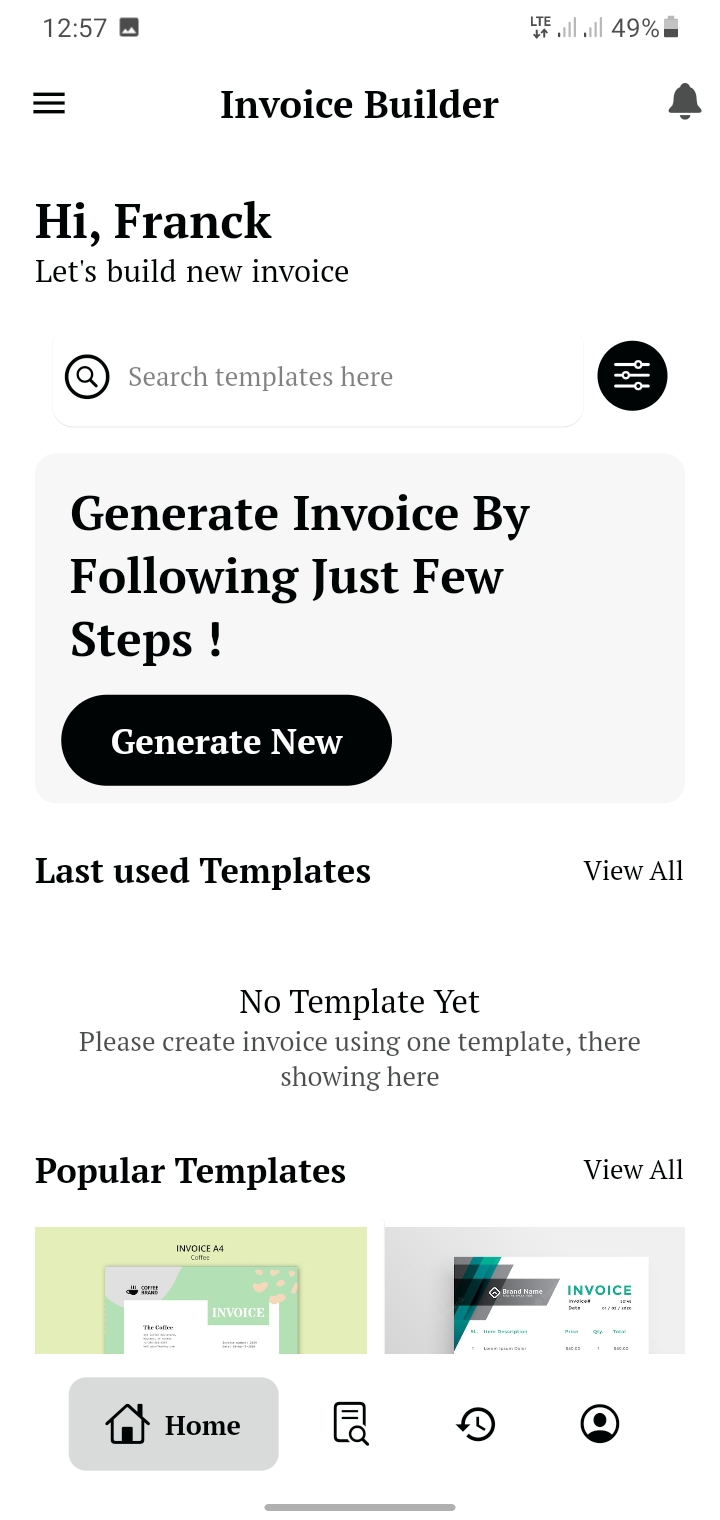 12:57
LTE 49%
Invoice Builder
Hi, Franck
Let's build new invoice
Search templates here
Generate Invoice By
Following Just Few
Steps !
Generate New
Last used Templates View All
No Template Yet
Please create invoice using one template, there
showing here
Popular Templates View All
INVOICE A4
Coffee
COFFEE
BRAND
INVOICE
The Coffee
Brand Name
INVOICE
Invoice#
Date
SL. Item Description Price Qty. Total
1 Lorem Ipsum Dolor $50.00 1 $50.00
Home